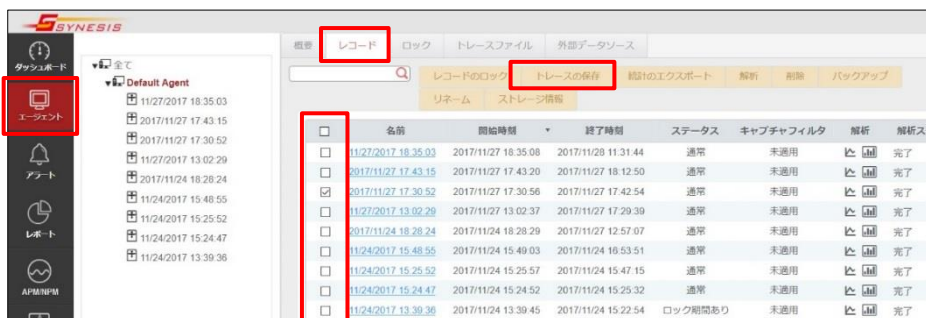 SYNESIS
ダッシュボード
エージェント
アラート
レポート
APM/NPM
全て
Default Agent
11/27/2017 18:35:03
2017/11/27 17:43:15
2017/11/27 17:30:52
11/27/2017 13:02:29
2017/11/24 18:28:24
11/24/2017 15:48:55
11/24/2017 15:25:52
11/24/2017 15:24:47
11/24/2017 13:39:36
概要 レコード ロック トレースファイル 外部データソース
レコードのロック トレースの保存 統計のエクスポート 解析 削除 バックアップ
リネーム ストレージ情報
名前 開始時刻 終了時刻 ステータス キャプチャフィルタ 解析 解析ス
11/27/2017 18:35:03 2017/11/27 18:35:08 2017/11/28 11:31:44 通常 未適用 完了
2017/11/27 17:43:15 2017/11/27 17:43:20 2017/11/27 18:12:50 通常 未適用 完了
2017/11/27 17:30:52 2017/11/27 17:30:56 2017/11/27 17:42:54 通常 未適用 完了
11/27/2017 13:02:29 2017/11/27 13:02:37 2017/11/27 17:29:39 通常 未適用 完了
2017/11/24 18:28:24 2017/11/24 18:28:29 2017/11/27 12:57:07 通常 未適用 完了
11/24/2017 15:48:55 2017/11/24 15:49:03 2017/11/24 16:53:51 通常 未適用 完了
11/24/2017 15:25:52 2017/11/24 15:25:57 2017/11/24 15:47:15 通常 未適用 完了
11/24/2017 15:24:47 2017/11/24 15:24:52 2017/11/24 15:25:32 通常 未適用 完了
11/24/2017 13:39:36 2017/11/24 13:39:45 2017/11/24 15:22:54 ロック期間あり 未適用 完了